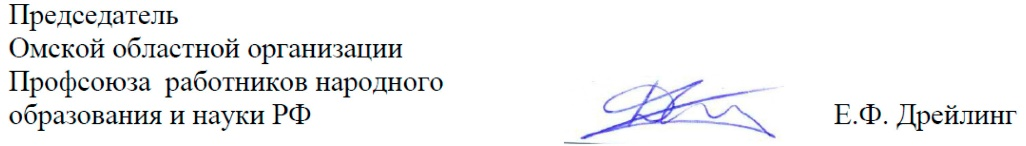 Председатель
Омской областной организации
Профсоюза работников народного
образования и науки РФ Е.Ф. Дрейлинг